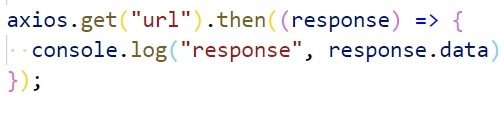 axios.get("url").then((response) => {
  console.log("response", response.data)
});